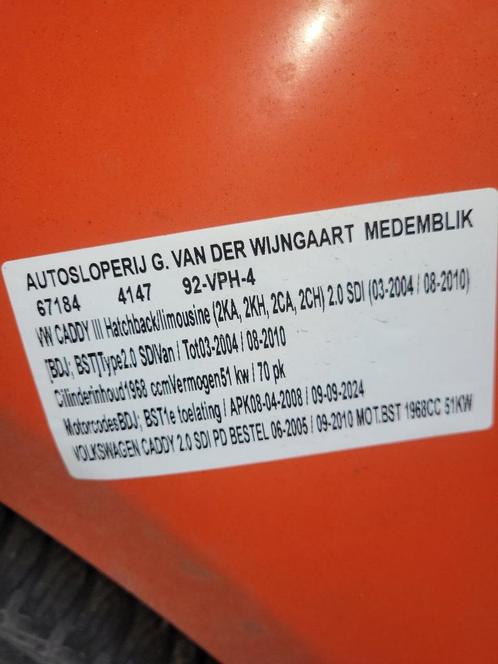 AUTOSLOPERIJ G. VAN DER WIJNGAART MEDEMBLIK
67184 4147 92-VPH-4
VW CADDY III Hatchback/limousine (2KA, 2KH, 2CA, 2CH) 2.0 SDI (03-2004 / 08-2010)
[BDJ; BST]Type2.0 SDIVan / Tot03-2004 / 08-2010
Cilinderinhoud1968 ccmVermogen51 kw / 70 pk
MotorcodesBDJ; BST1e toelating / APK08-04-2008 / 09-09-2024
VOLKSWAGEN CADDY 2.0 SDI PD BESTEL 06-2005 / 09-2010 MOT.BST 1968CC 51KW